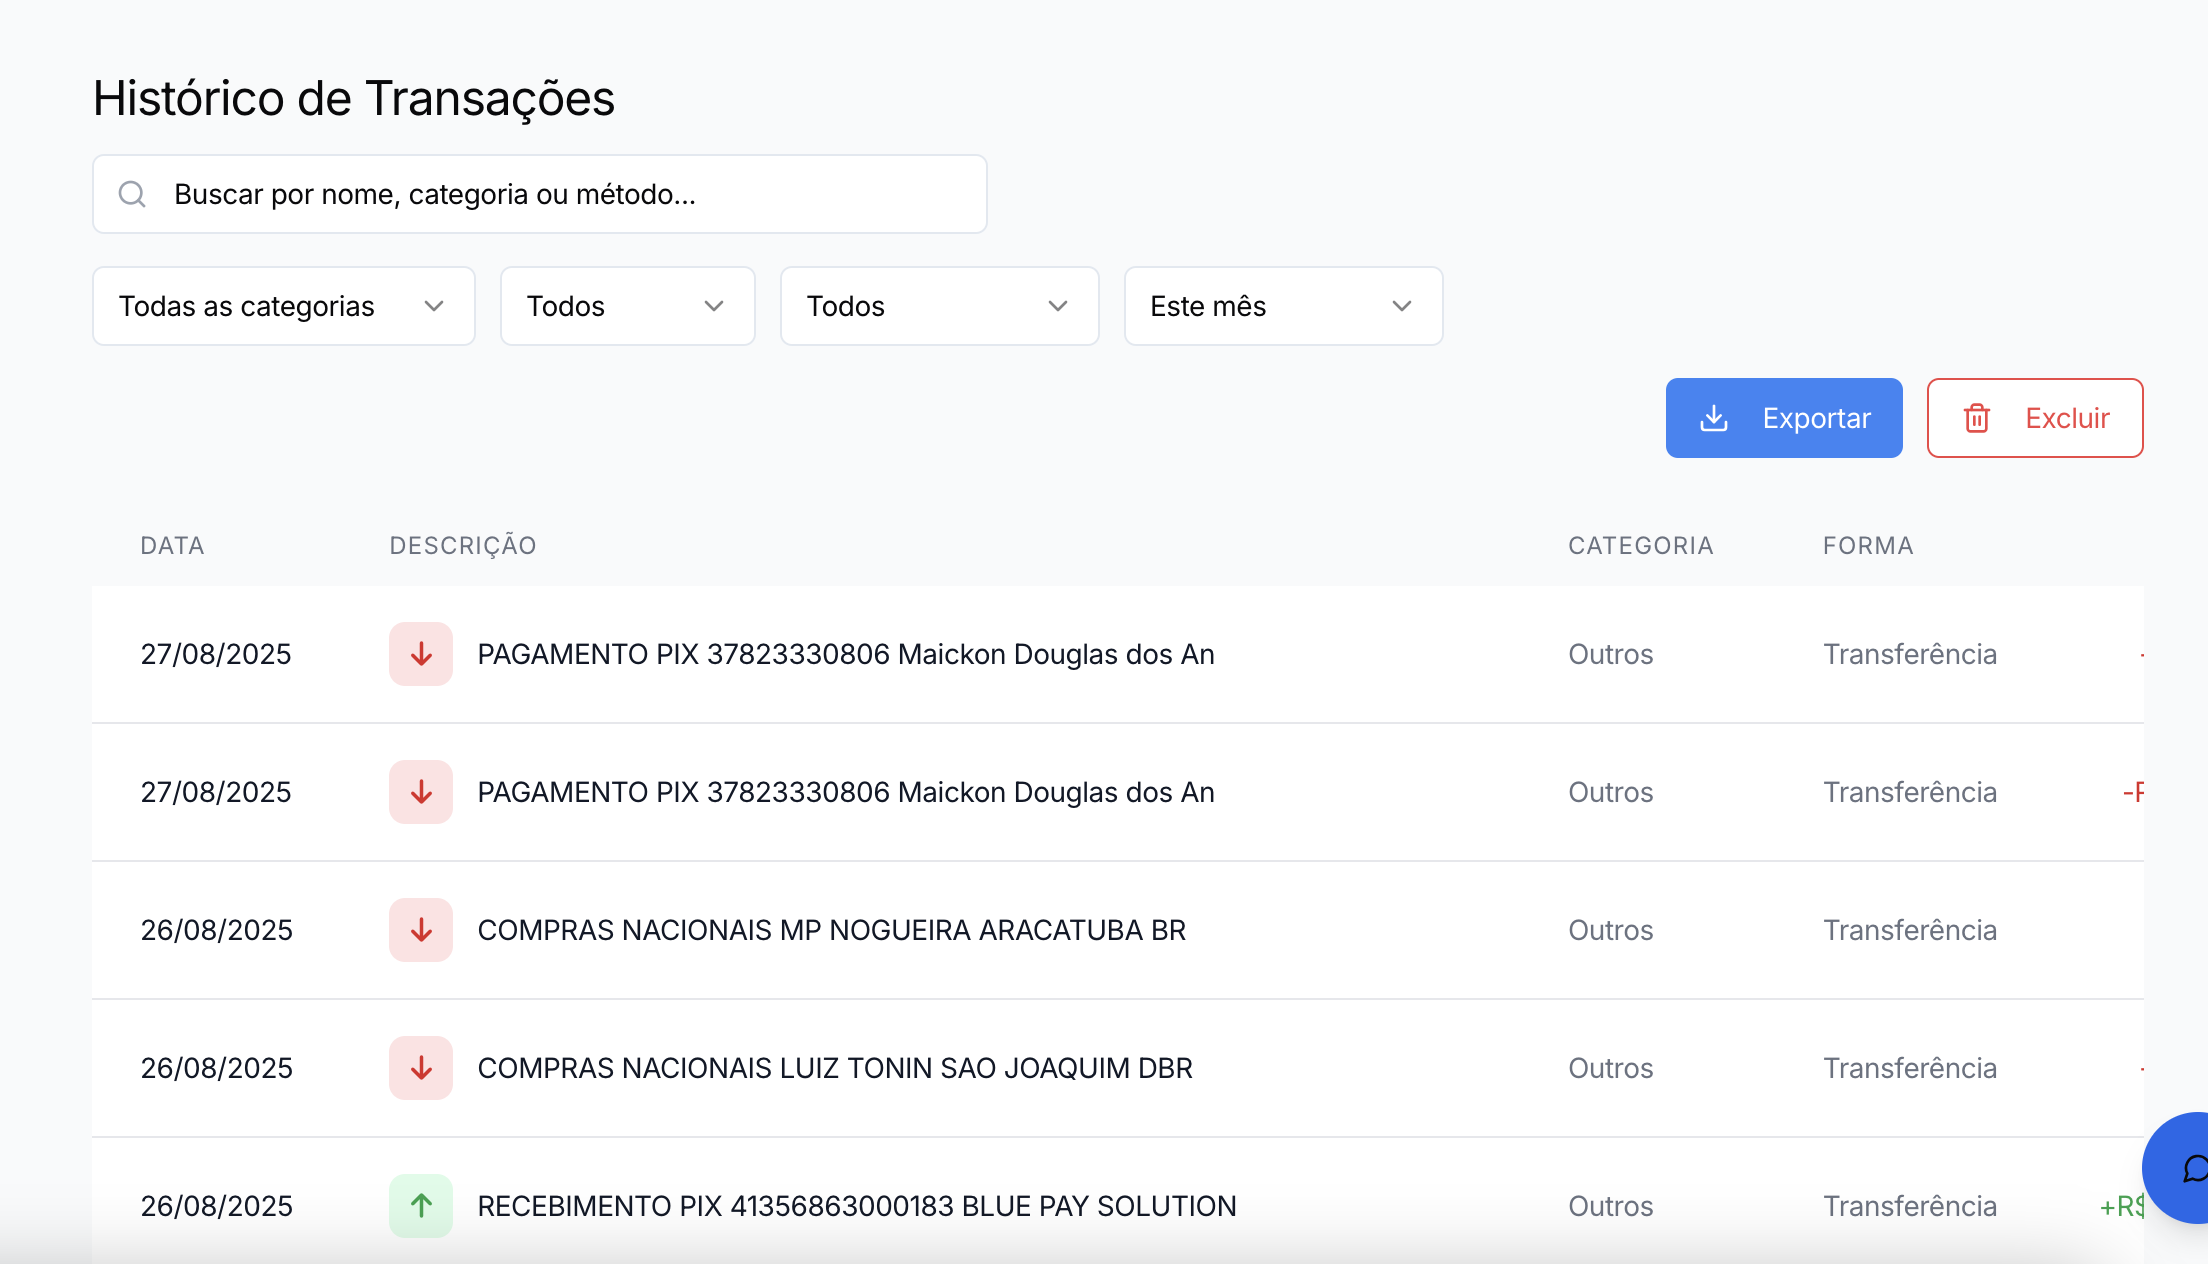 Histórico de Transações
Buscar por nome, categoria ou método...
Todas as categorias Todos Todos Este mês
Exportar Excluir
DATA DESCRIÇÃO CATEGORIA FORMA
27/08/2025 PAGAMENTO PIX 37823330806 Maickon Douglas dos An Outros Transferência -
27/08/2025 PAGAMENTO PIX 37823330806 Maickon Douglas dos An Outros Transferência
26/08/2025 COMPRAS NACIONAIS MP NOGUEIRA ARACATUBA BR Outros Transferência
26/08/2025 COMPRAS NACIONAIS LUIZ TONIN SAO JOAQUIM DBR Outros Transferência -
26/08/2025 RECEBIMENTO PIX 41356863000183 BLUE PAY SOLUTION Outros Transferência +R$